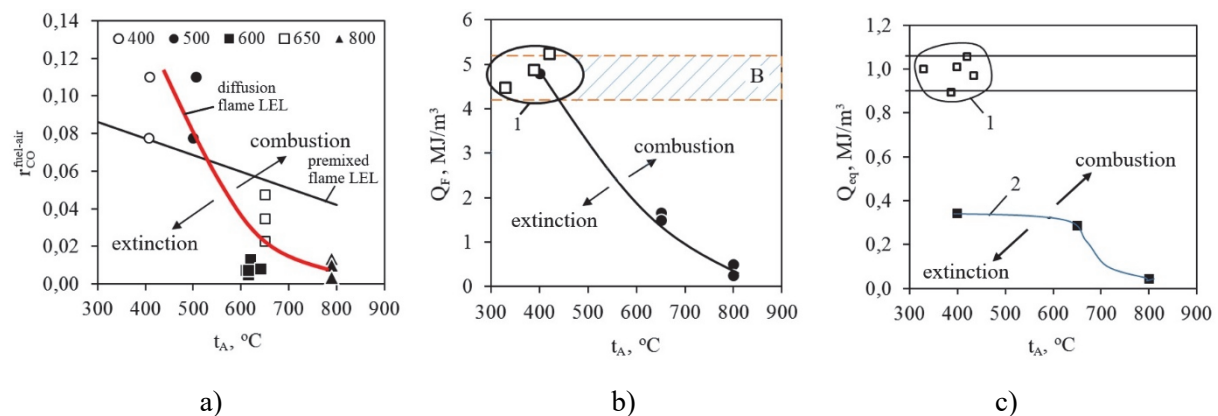 0,14
0,12
0,10
0,08
0,06
0,04
0,02
0,00
r_CO^fuel-air
400 500 600 650 800
diffusion
flame LEL
combustion
premixed
flame LEL
extinction
300 400 500 600 700 800 900
t_A, °C
a)
6
5
4
3
2
1
0
Q_F, MJ/m³
B
1
combustion
extinction
300 400 500 600 700 800 900
t_A, °C
b)
1,2
1,0
0,8
0,6
0,4
0,2
0,0
Q_eq, MJ/m³
1
combustion
2
extinction
300 400 500 600 700 800 900
t_A, °C
c)